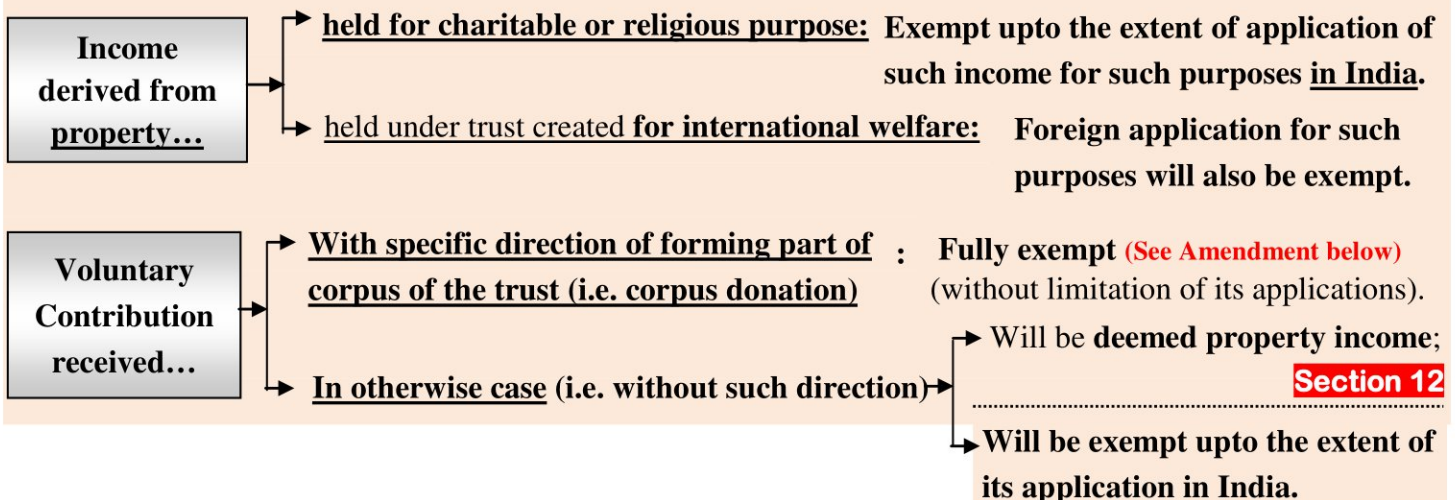 Income
derived from
property…
held for charitable or religious purpose: Exempt upto the extent of application of
such income for such purposes in India.
held under trust created for international welfare: Foreign application for such
purposes will also be exempt.
Voluntary
Contribution
received…
With specific direction of forming part of
corpus of the trust (i.e. corpus donation)
: Fully exempt (See Amendment below)
(without limitation of its applications).
In otherwise case (i.e. without such direction)
Will be deemed property income;
Section 12
Will be exempt upto the extent of
its application in India.